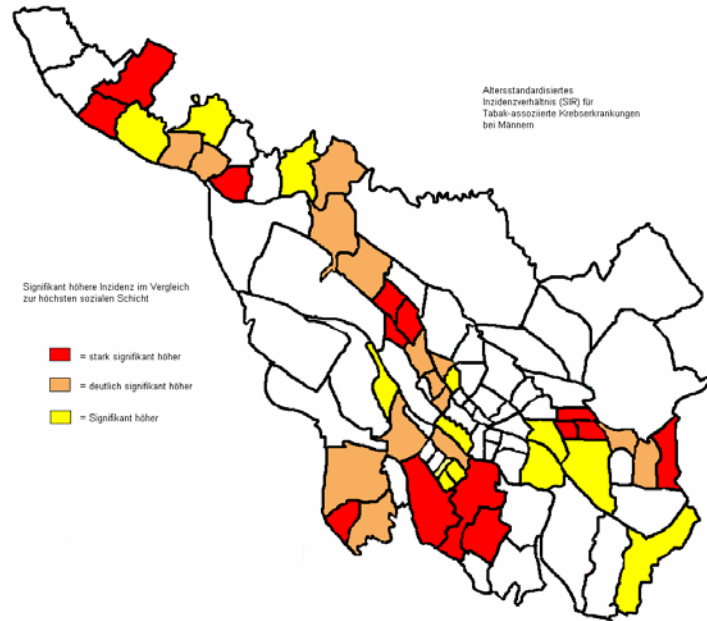 Altersstandardisiertes
Inzidenzverhältnis (SIR) für
Tabak-assoziierte Krebserkrankungen
bei Männern
Signifikant höhere Inzidenz im Vergleich
zur höchsten sozialen Schicht
= stark signifikant höher
= deutlich signifikant höher
= Signifikant höher